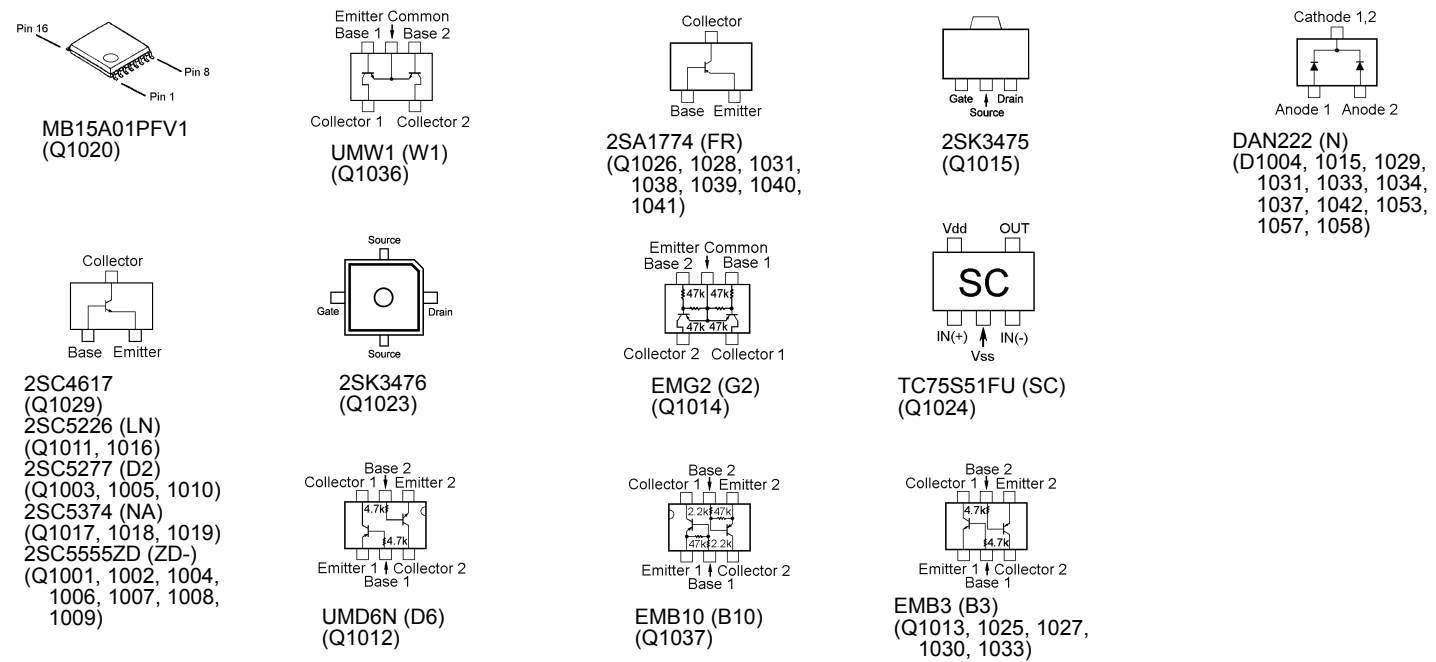 Pin 16
Pin 8
Pin 1
MB15A01PFV1
(Q1020)
Emitter Common
Base 1 Base 2
Collector 1 Collector 2
UMW1 (W1)
(Q1036)
Collector
Base Emitter
2SA1774 (FR)
(Q1026, 1028, 1031,
1038, 1039, 1040,
1041)
Gate Drain
Source
2SK3475
(Q1015)
Cathode 1,2
Anode 1 Anode 2
DAN222 (N)
(D1004, 1015, 1029,
1031, 1033, 1034,
1037, 1042, 1053,
1057, 1058)
Collector
Base Emitter
2SC4617
(Q1029)
2SC5226 (LN)
(Q1011, 1016)
2SC5277 (D2)
(Q1003, 1005, 1010)
2SC5374 (NA)
(Q1017, 1018, 1019)
2SC5555ZD (ZD-)
(Q1001, 1002, 1004,
1006, 1007, 1008,
1009)
Source
Gate Drain
Source
2SK3476
(Q1023)
Emitter Common
Base 2 Base 1
47k 47k
47k 47k
Collector 2 Collector 1
EMG2 (G2)
(Q1014)
Vdd OUT
SC
IN(+) IN(-)
Vss
TC75S51FU (SC)
(Q1024)
Base 2
Collector 1 Emitter 2
4.7k
4.7k
Emitter 1 Collector 2
Base 1
UMD6N (D6)
(Q1012)
Base 2
Collector 1 Emitter 2
2.2k 47k
47k 2.2k
Emitter 1 Collector 2
Base 1
EMB10 (B10)
(Q1037)
Base 2
Collector 1 Emitter 2
4.7k
4.7k
Emitter 1 Collector 2
Base 1
EMB3 (B3)
(Q1013, 1025, 1027,
1030, 1033)